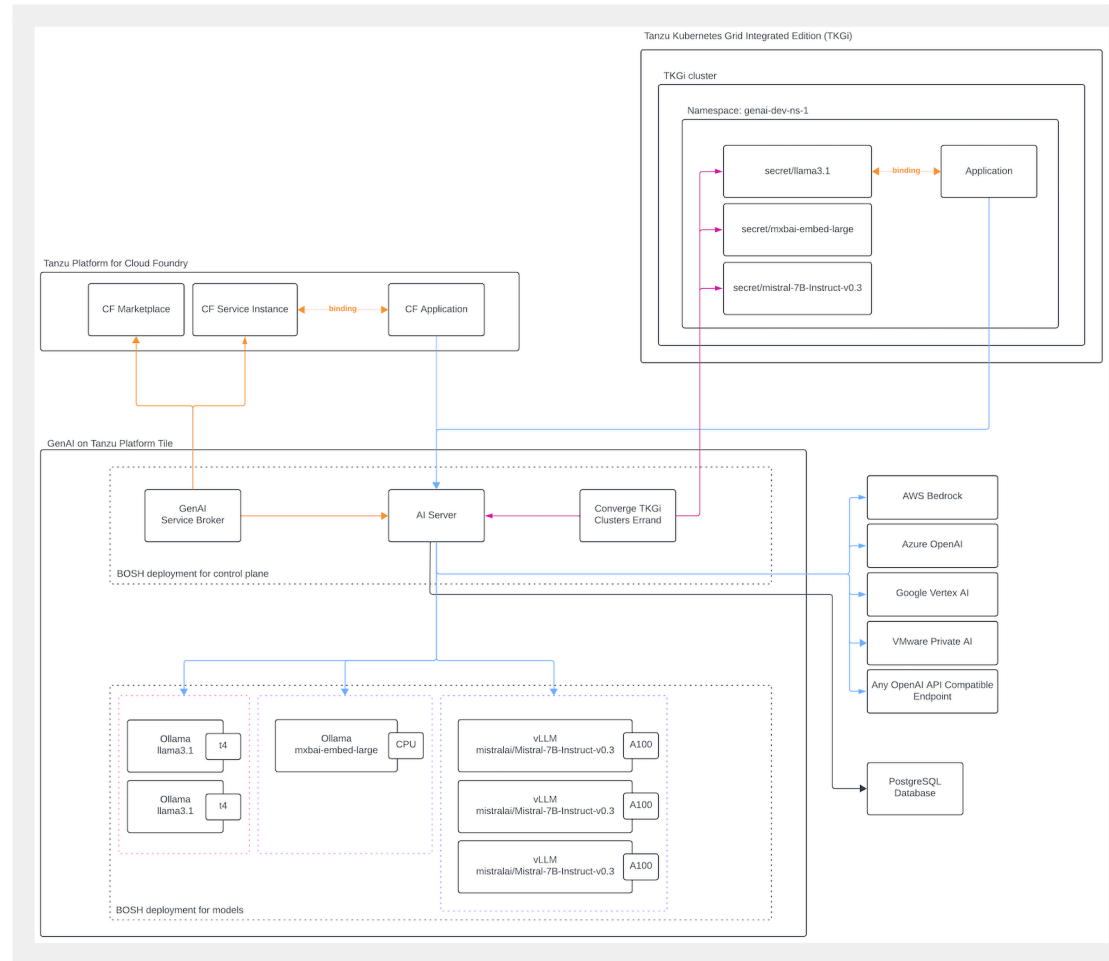 Tanzu Kubernetes Grid Integrated Edition (TKGi)
TKGi cluster
Namespace: genai-dev-ns-1
secret/llama3.1
binding
Application
secret/mxbai-embed-large
secret/mistral-7B-Instruct-v0.3
Tanzu Platform for Cloud Foundry
CF Marketplace
CF Service Instance
binding
CF Application
GenAI on Tanzu Platform Tile
GenAI
Service Broker
AI Server
Converge TKGi
Clusters Errand
BOSH deployment for control plane
AWS Bedrock
Azure OpenAI
Google Vertex AI
VMware Private AI
Any OpenAI API Compatible
Endpoint
PostgreSQL
Database
Ollama
llama3.1
t4
Ollama
llama3.1
t4
Ollama
mxbai-embed-large
CPU
vLLM
mistralai/Mistral-7B-Instruct-v0.3
A100
vLLM
mistralai/Mistral-7B-Instruct-v0.3
A100
vLLM
mistralai/Mistral-7B-Instruct-v0.3
A100
BOSH deployment for models